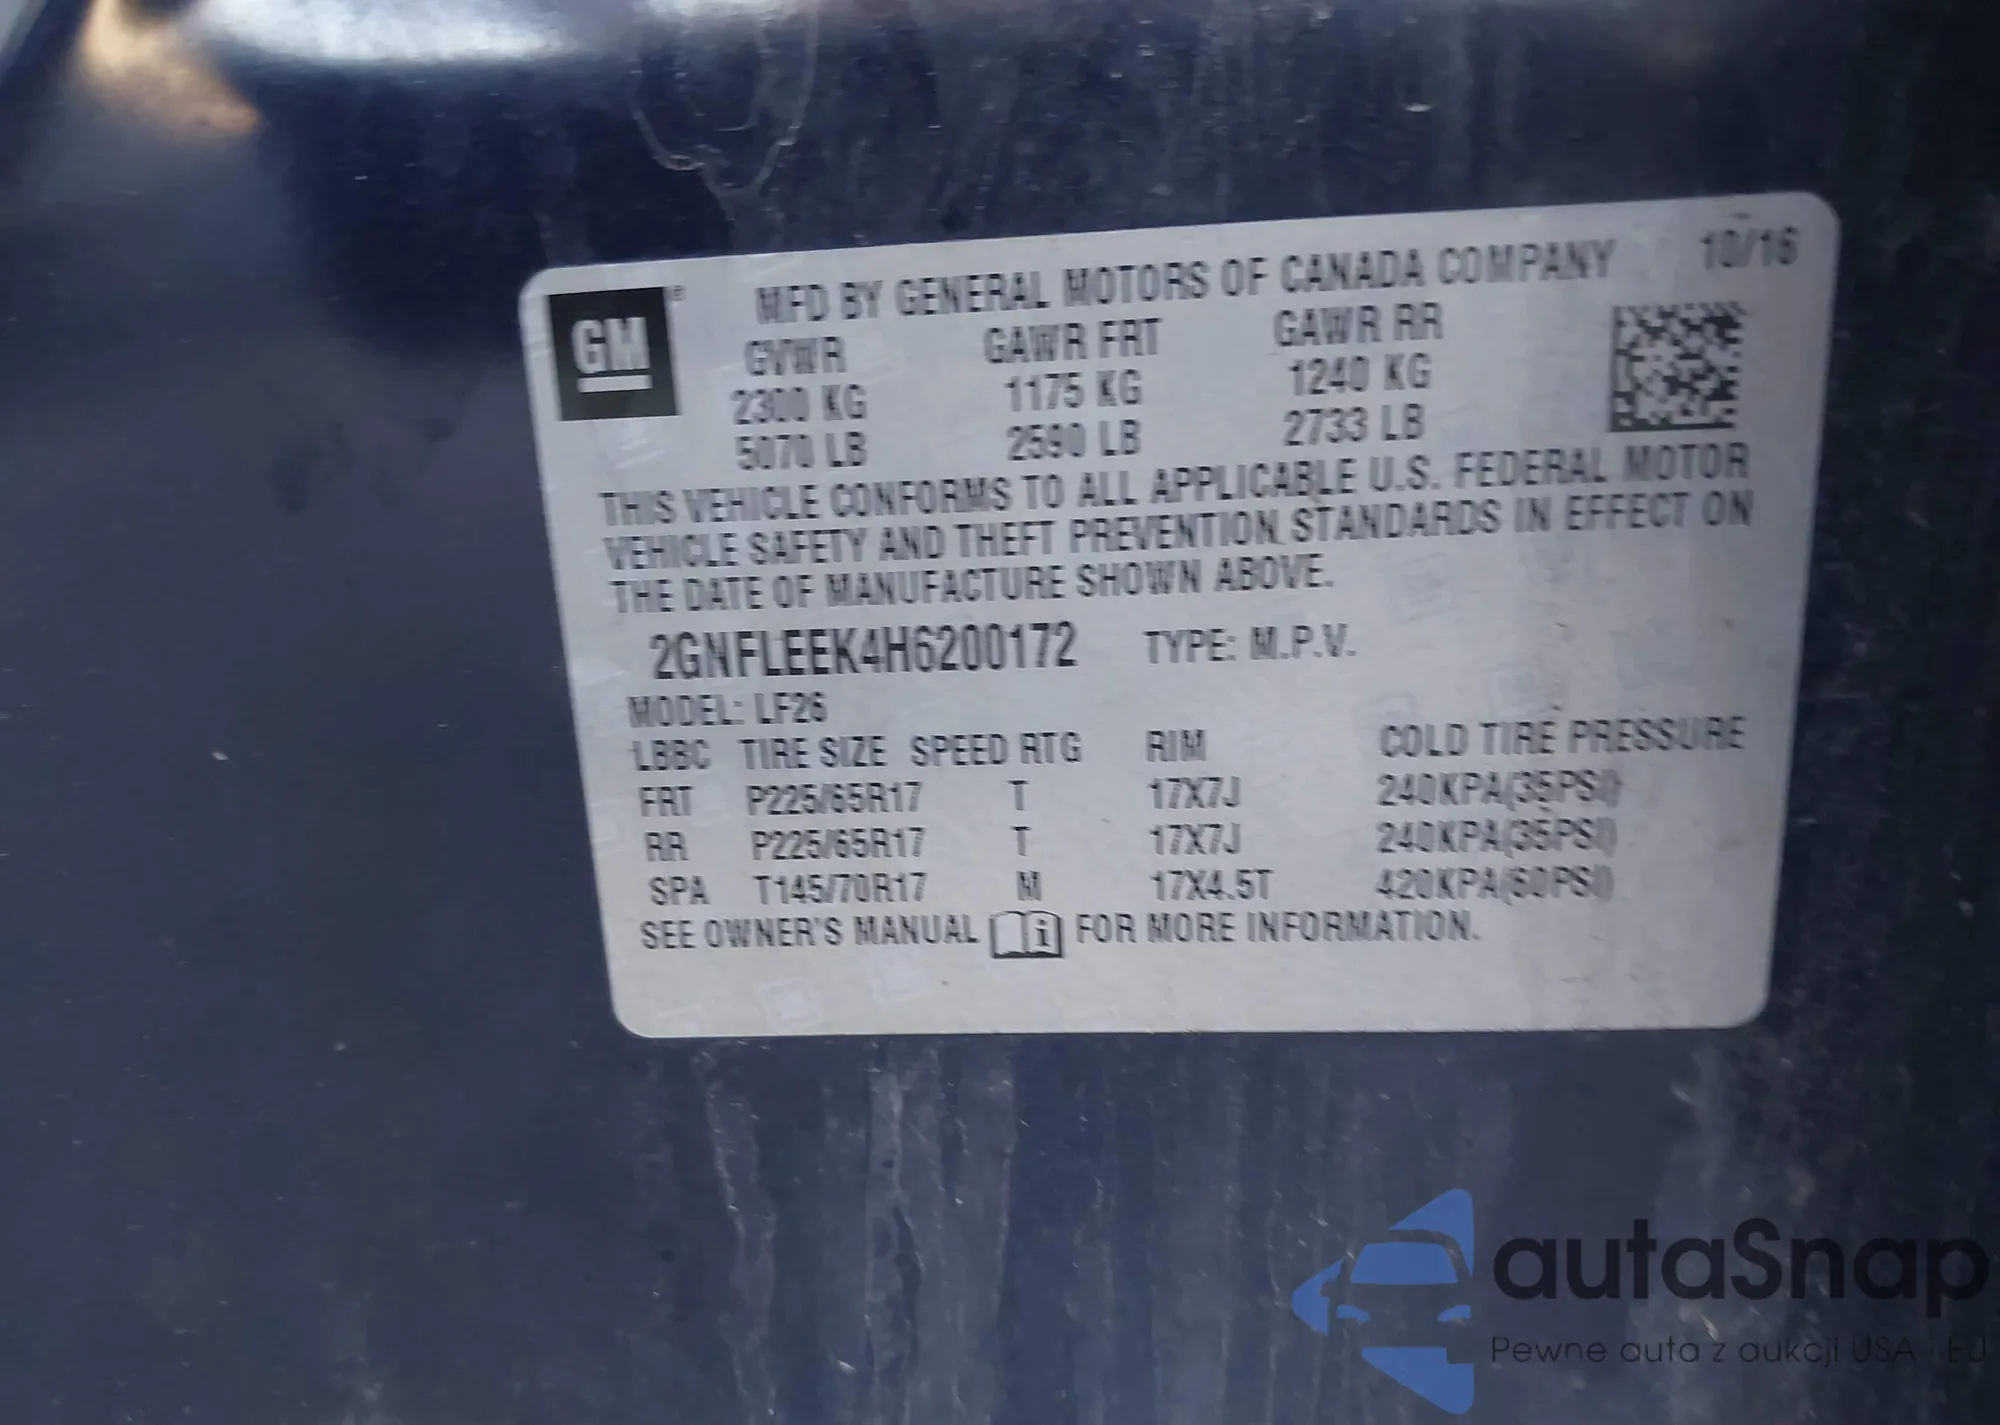 10/16
GM ®
MFD BY GENERAL MOTORS OF CANADA COMPANY
GVWR GAWR FRT GAWR RR
2300 KG 1175 KG 1240 KG
5070 LB 2590 LB 2733 LB
THIS VEHICLE CONFORMS TO ALL APPLICABLE U.S. FEDERAL MOTOR
VEHICLE SAFETY AND THEFT PREVENTION STANDARDS IN EFFECT ON
THE DATE OF MANUFACTURE SHOWN ABOVE.
2GNFLEEK4H6200172 TYPE: M.P.V.
MODEL: LF26
LBBC TIRE SIZE SPEED RTG RIM COLD TIRE PRESSURE
FRT P225/65R17 T 17X7J 240KPA(35PSI)
RR P225/65R17 T 17X7J 240KPA(35PSI)
SPA T145/70R17 M 17X4.5T 420KPA(60PSI)
SEE OWNER'S MANUAL i FOR MORE INFORMATION.
autaSnap
Pewne auta z aukcji USA i EU